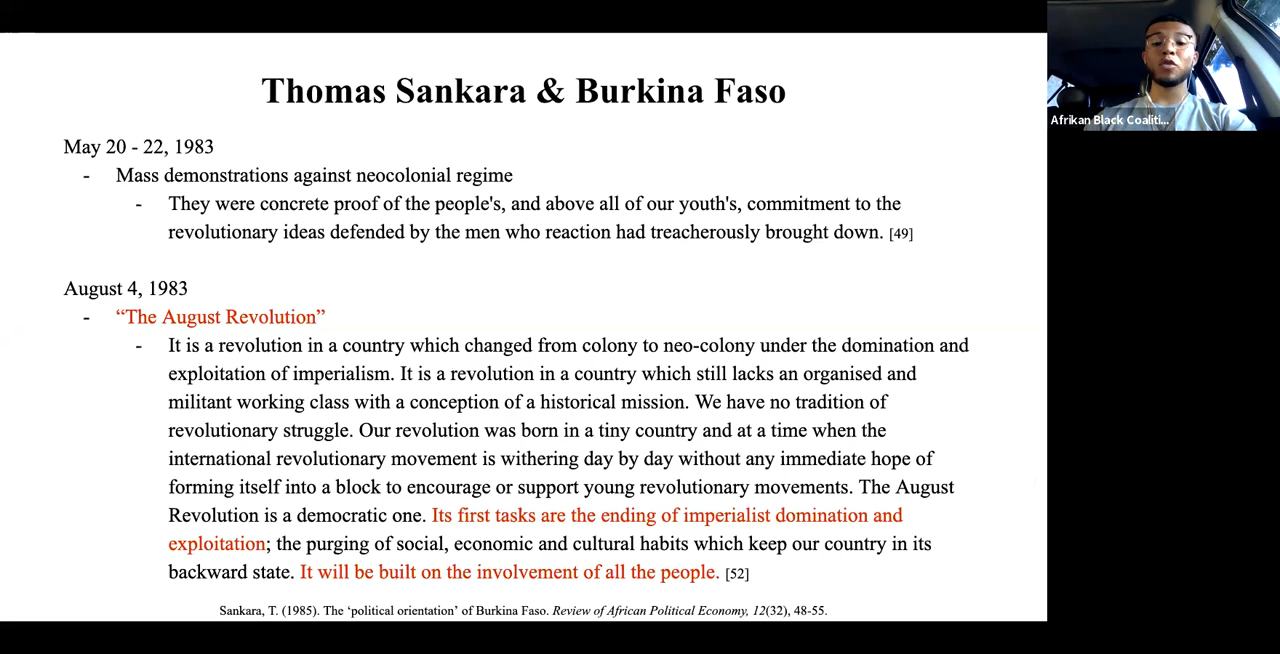 Thomas Sankara & Burkina Faso
May 20 - 22, 1983
- Mass demonstrations against neocolonial regime
- They were concrete proof of the people's, and above all of our youth's, commitment to the
revolutionary ideas defended by the men who reaction had treacherously brought down. [49]
August 4, 1983
- “The August Revolution”
- It is a revolution in a country which changed from colony to neo-colony under the domination and
exploitation of imperialism. It is a revolution in a country which still lacks an organised and
militant working class with a conception of a historical mission. We have no tradition of
revolutionary struggle. Our revolution was born in a tiny country and at a time when the
international revolutionary movement is withering day by day without any immediate hope of
forming itself into a block to encourage or support young revolutionary movements. The August
Revolution is a democratic one. Its first tasks are the ending of imperialist domination and
exploitation; the purging of social, economic and cultural habits which keep our country in its
backward state. It will be built on the involvement of all the people. [52]
Sankara, T. (1985). The ‘political orientation’ of Burkina Faso. Review of African Political Economy, 12(32), 48-55.
Afrikan Black Coaliti...